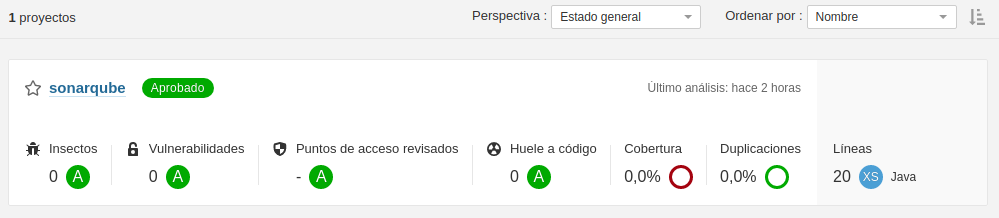 1 proyectos
Perspectiva : Estado general
Ordenar por : Nombre
sonarqube Aprobado
Último análisis: hace 2 horas
Insectos
0 A
Vulnerabilidades
0 A
Puntos de acceso revisados
- A
Huele a código
0 A
Cobertura
0,0%
Duplicaciones
0,0%
Líneas
20 XS Java